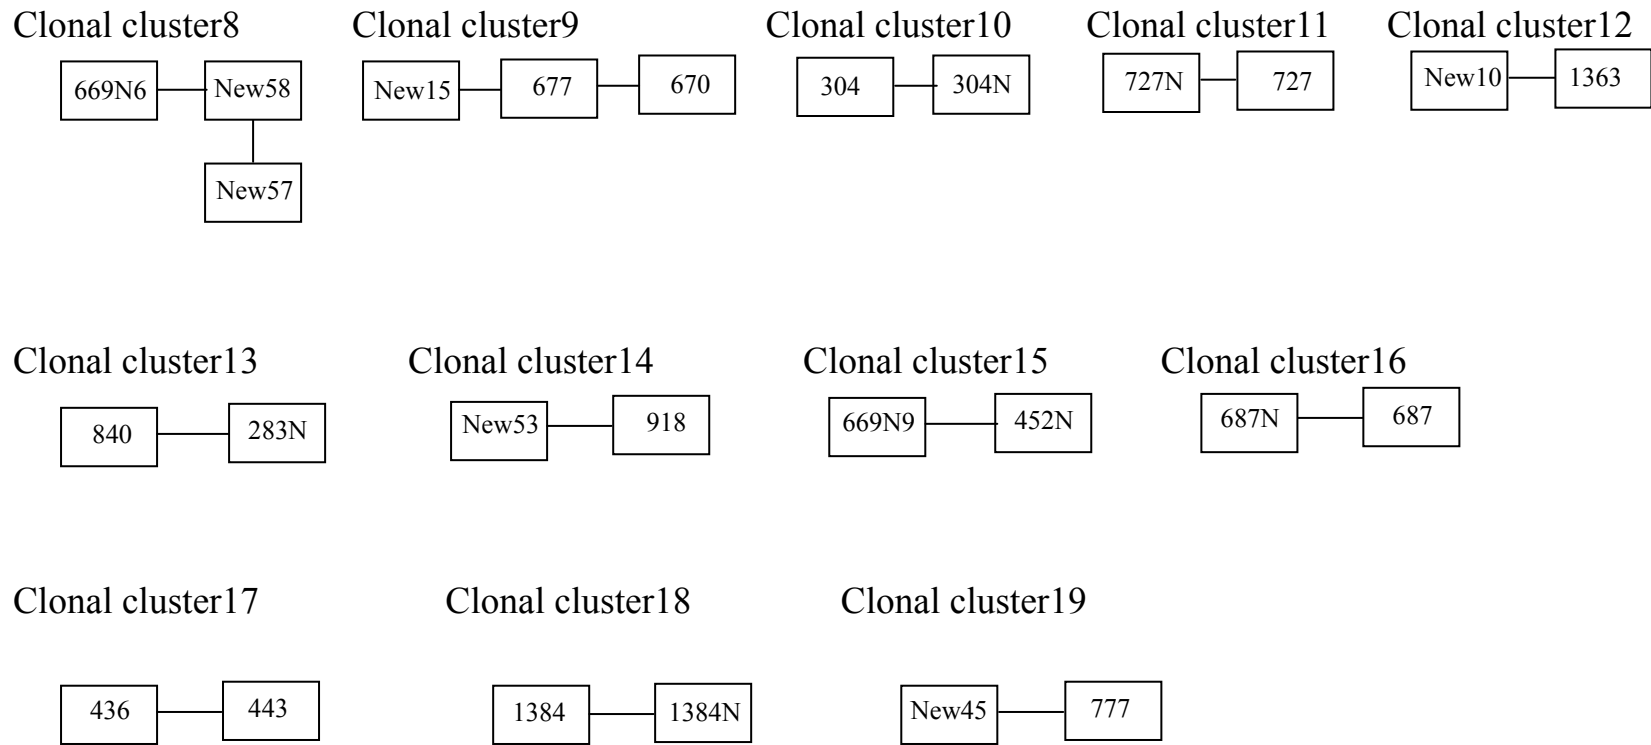 Clonal cluster8
669N6
New58
New57
Clonal cluster9
New15
677
670
Clonal cluster10
304
304N
Clonal cluster11
727N
727
Clonal cluster12
New10
1363
Clonal cluster13
840
283N
Clonal cluster14
New53
918
Clonal cluster15
669N9
452N
Clonal cluster16
687N
687
Clonal cluster17
436
443
Clonal cluster18
1384
1384N
Clonal cluster19
New45
777